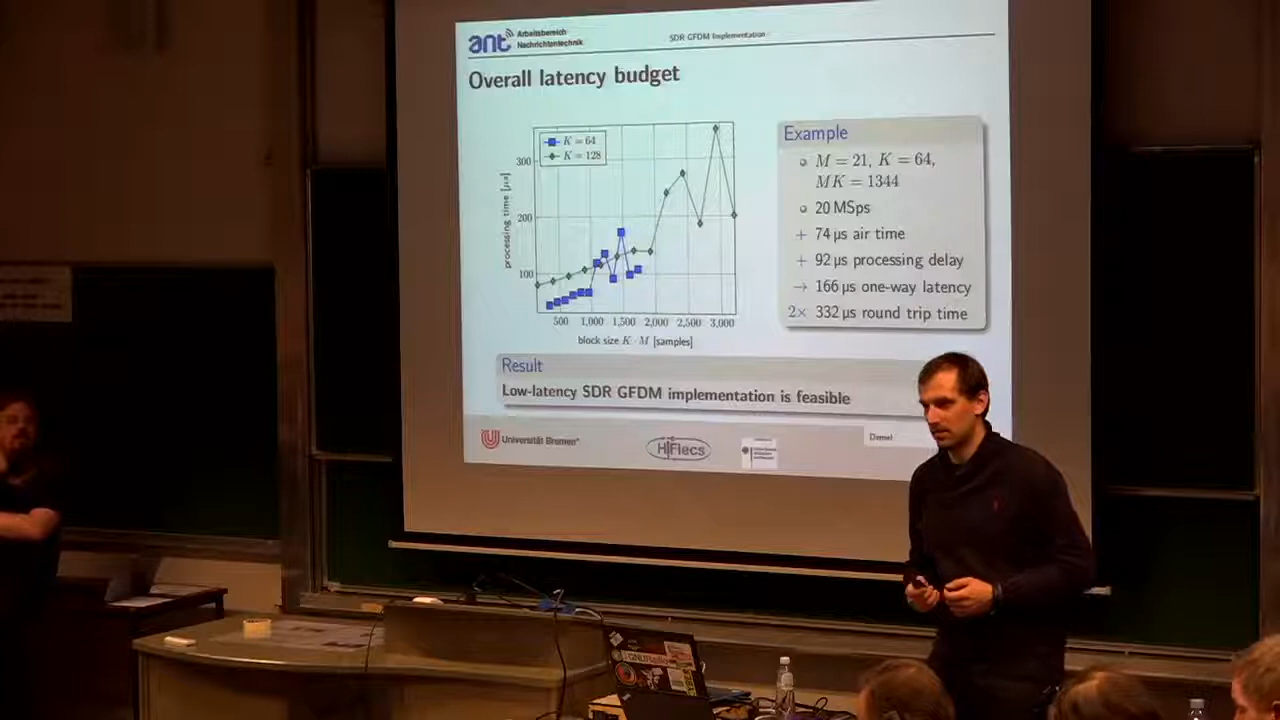 ant Arbeitsbereich
Nachrichtentechnik
SDR GFDM Implementation
Overall latency budget
K = 64
K = 128
processing time [µs]
300
200
100
500 1,000 1,500 2,000 2,500 3,000
block size K · M [samples]
Example
M = 21, K = 64,
MK = 1344
20 MSps
+ 74 µs air time
+ 92 µs processing delay
→ 166 µs one-way latency
2× 332 µs round trip time
Result
Low-latency SDR GFDM implementation is feasible
Universität Bremen
HiFlecs
Demel
GNURadio